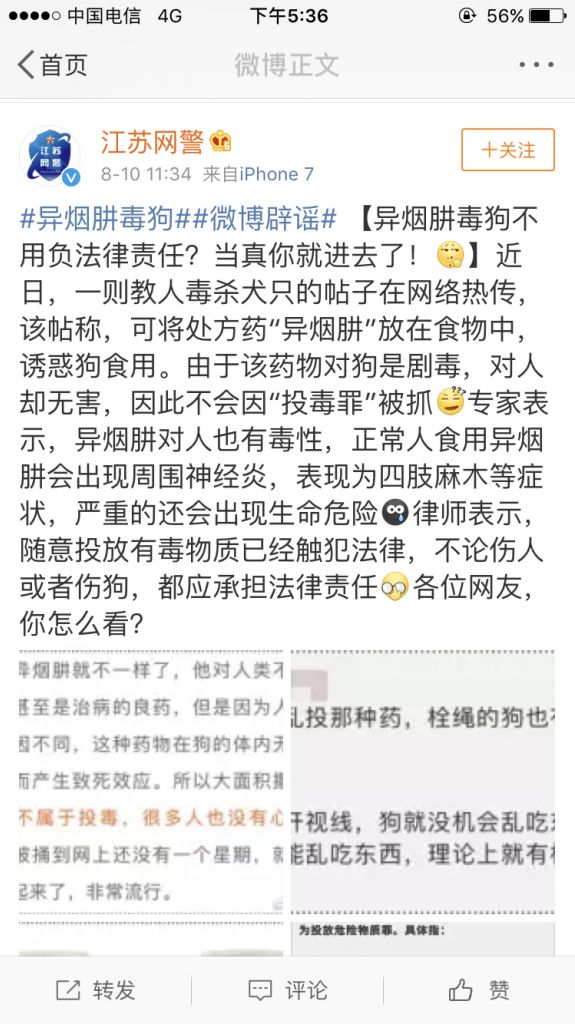 中国电信 4G 下午5:36 56%
首页 微博正文
江苏网警
江苏
网警
+关注
8-10 11:34 来自iPhone 7
#异烟肼毒狗##微博辟谣# 【异烟肼毒狗不
用负法律责任？当真你就进去了！】近
日，一则教人毒杀犬只的帖子在网络热传，
该帖称，可将处方药“异烟肼”放在食物中，
诱惑狗食用。由于该药物对狗是剧毒，对人
却无害，因此不会因“投毒罪”被抓专家表
示，异烟肼对人也有毒性，正常人食用异烟
肼会出现周围神经炎，表现为四肢麻木等症
状，严重的还会出现生命危险律师表示，
随意投放有毒物质已经触犯法律，不论伤人
或者伤狗，都应承担法律责任各位网友，
你怎么看？
异烟肼就不一样了，他对人类不
甚至是治病的良药，但是因为人
因不同，这种药物在狗的体内无
而产生致死效应。所以大面积撒
不属于投毒，很多人也没有心
被捅到网上还没有一个星期，就
起来了，非常流行。
乱投那种药，栓绳的狗也
开视线，狗就没机会乱吃东
能乱吃东西，理论上就有
为投放危险物质罪。具体指：
转发 评论 赞